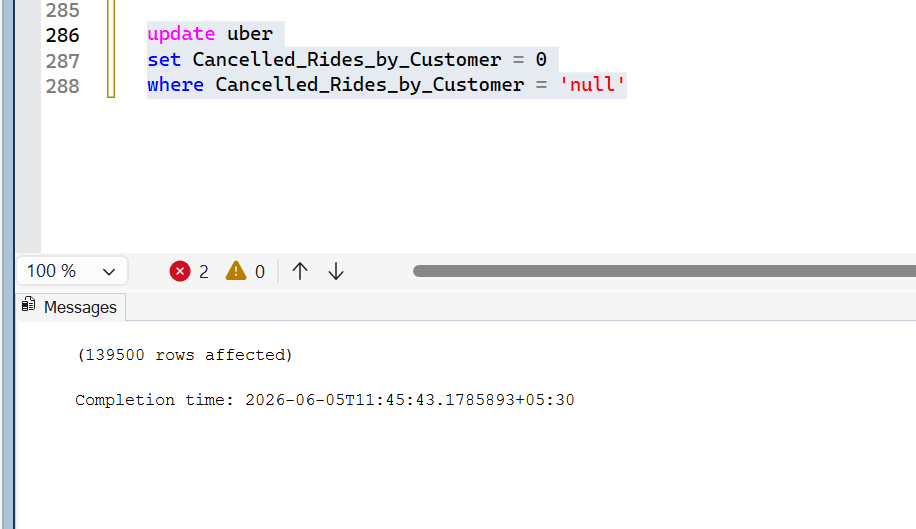 285
286 update uber
287 set Cancelled_Rides_by_Customer = 0
288 where Cancelled_Rides_by_Customer = 'null'
100 % 2 0
Messages
(139500 rows affected)
Completion time: 2026-06-05T11:45:43.1785893+05:30